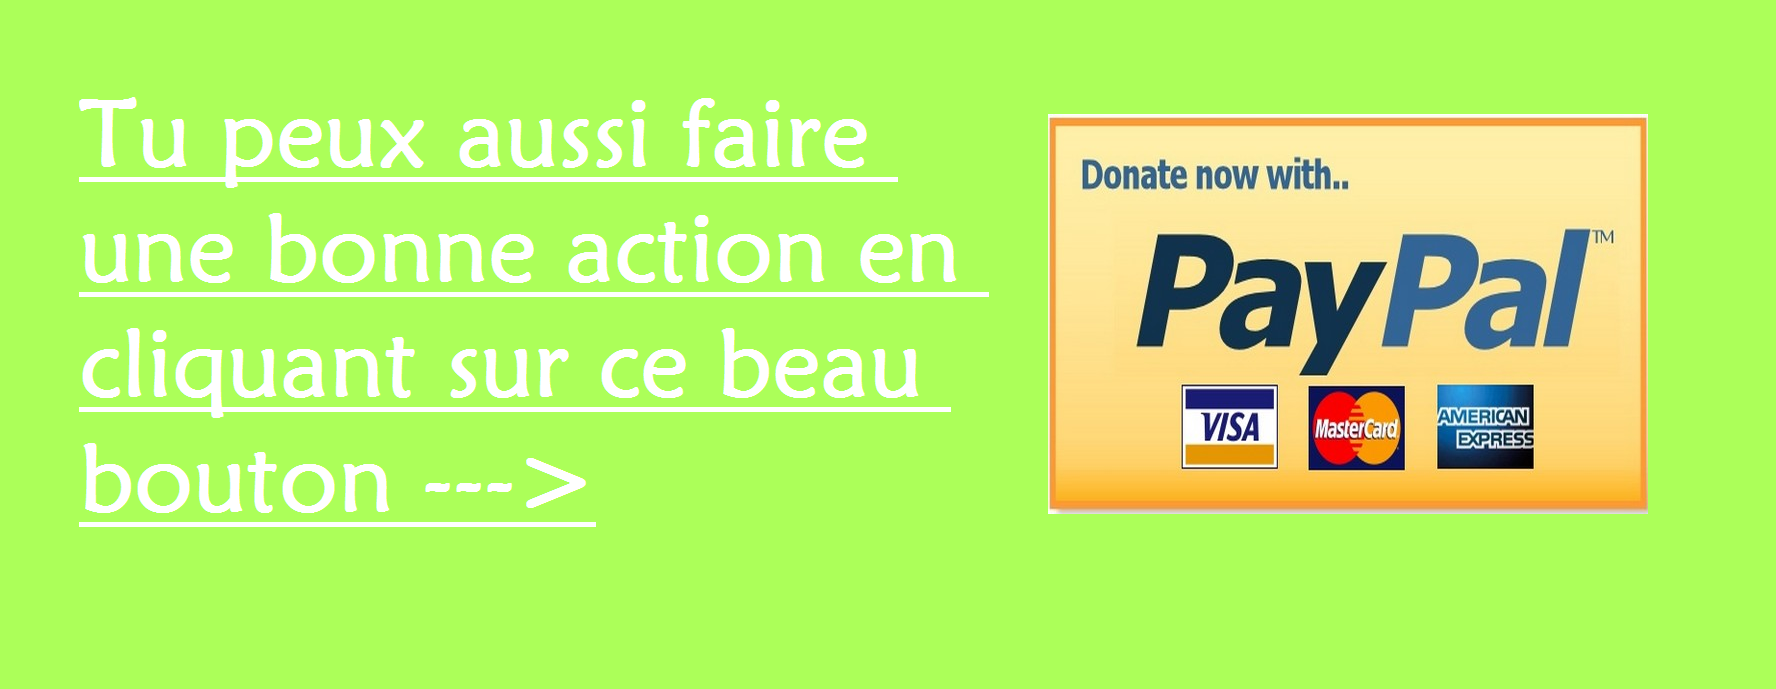 Tu peux aussi faire
une bonne action en
cliquant sur ce beau
bouton --->
Donate now with..
PayPal™
VISA
MasterCard
AMERICAN
EXPRESS